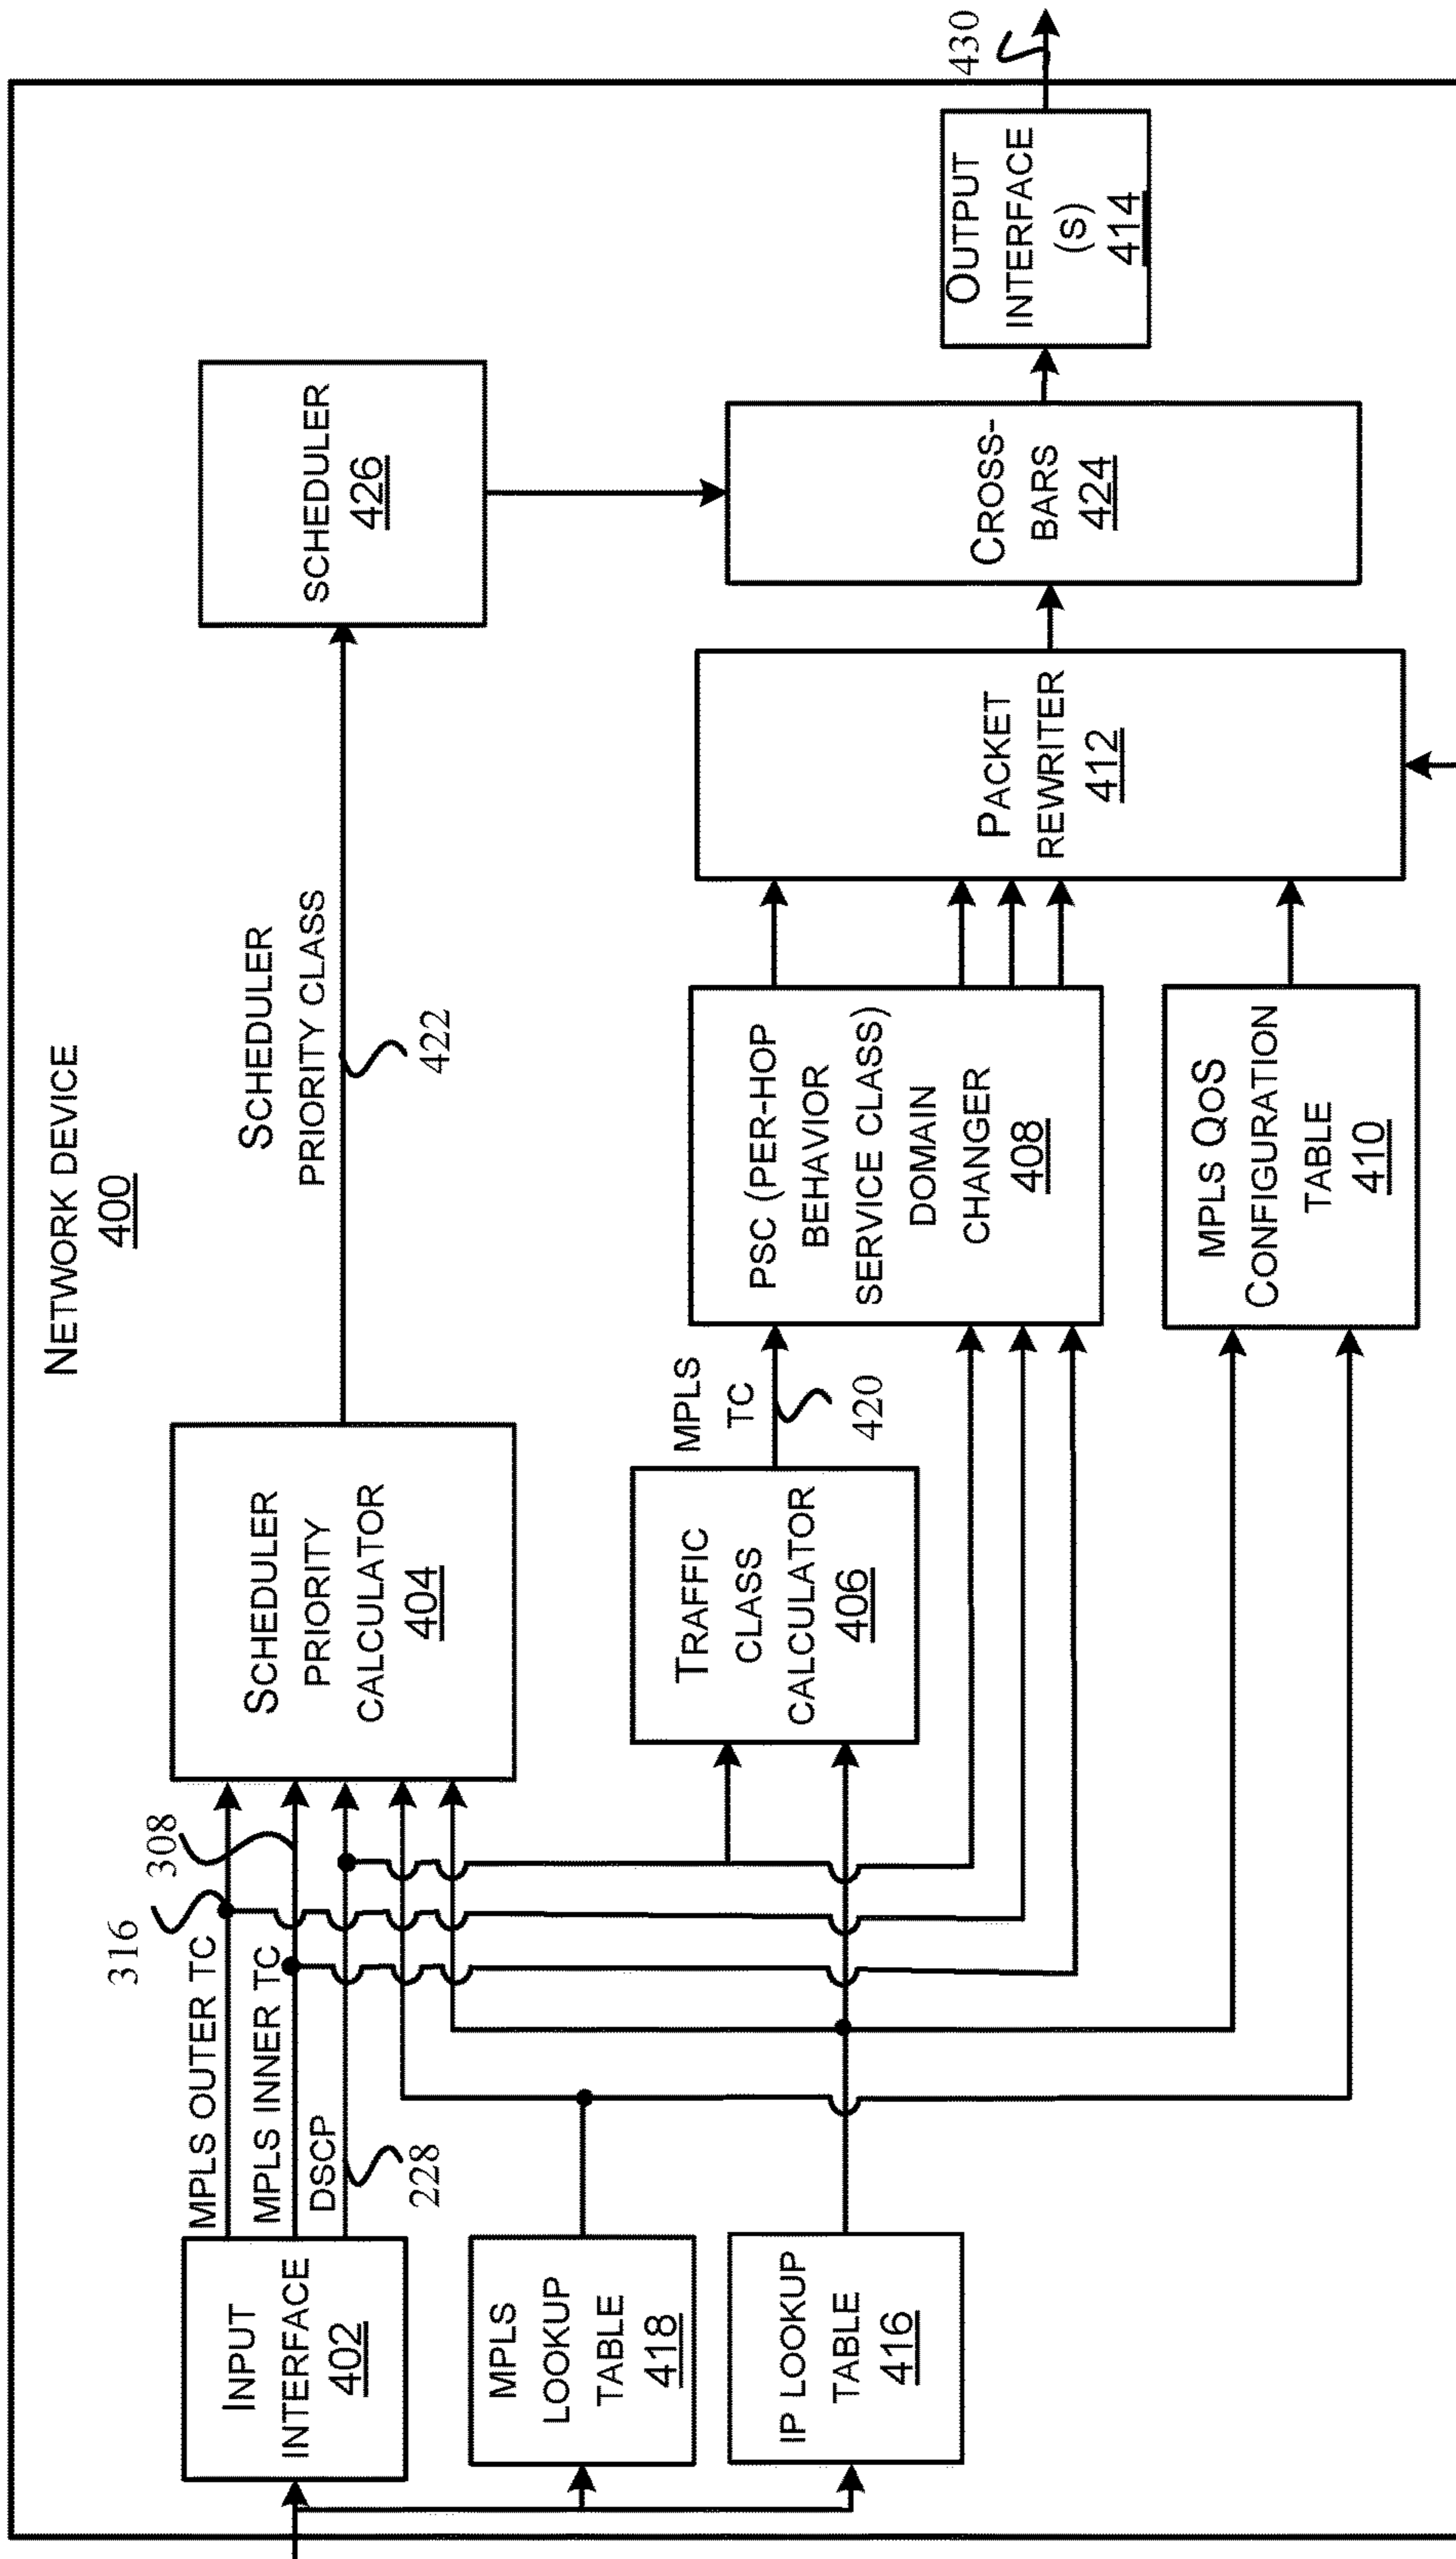 NETWORK DEVICE
400
MPLS OUTER TC
316
MPLS INNER TC
308
DSCP
228
INPUT
INTERFACE
402
MPLS
LOOKUP
TABLE
418
IP LOOKUP
TABLE
416
SCHEDULER
PRIORITY
CALCULATOR
404
TRAFFIC
CLASS
CALCULATOR
406
MPLS
TC
420
SCHEDULER
PRIORITY CLASS
422
PSC (PER-HOP
BEHAVIOR
SERVICE CLASS)
DOMAIN
CHANGER
408
MPLS QOS
CONFIGURATION
TABLE
410
SCHEDULER
426
PACKET
REWRITER
412
CROSS-
BARS
424
OUTPUT
INTERFACE
(S)
414
430